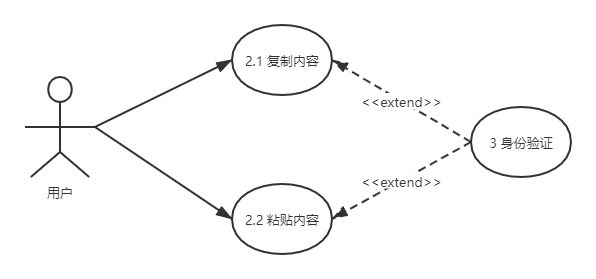 2.1 复制内容
<<extend>>
3 身份验证
<<extend>>
用户
2.2 粘贴内容